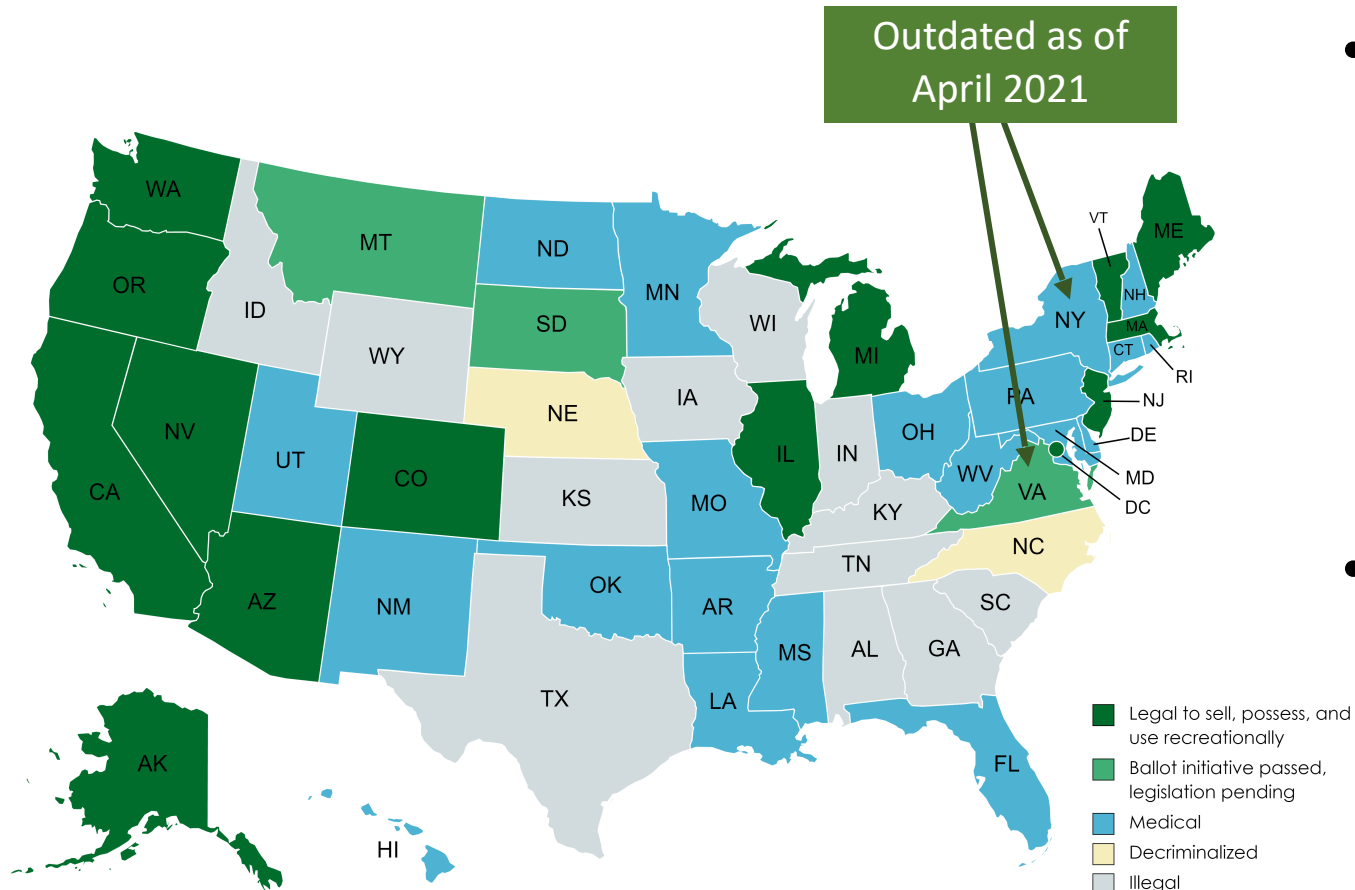 Outdated as of
April 2021
WA
OR
CA
NV
ID
MT
WY
UT
AZ
CO
NM
ND
SD
NE
KS
OK
TX
MN
IA
MO
AR
LA
WI
IL
MI
IN
OH
KY
TN
MS
AL
GA
FL
SC
NC
VA
WV
PA
NY
VT
NH
ME
MA
CT
RI
NJ
DE
MD
DC
AK
HI
Legal to sell, possess, and
use recreationally
Ballot initiative passed,
legislation pending
Medical
Decriminalized
Illegal